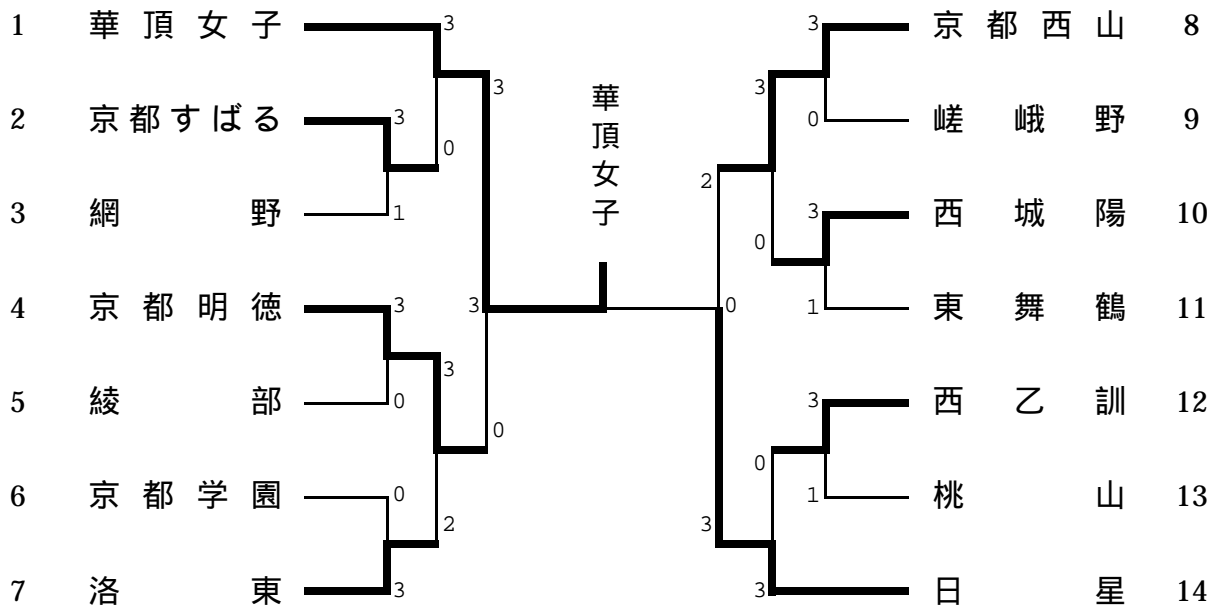 1 華頂女子 3 3 京都西山 8
3 3
華頂女子
2 京都すばる 3 0 嵯峨野 9
0
2
3 網野 1 3 西城陽 10
0
4 京都明徳 3 3 0 1 東舞鶴 11
3
5 綾部 0 3 西乙訓 12
0
0
6 京都学園 0 1 桃山 13
2 3
7 洛東 3 3 日星 14